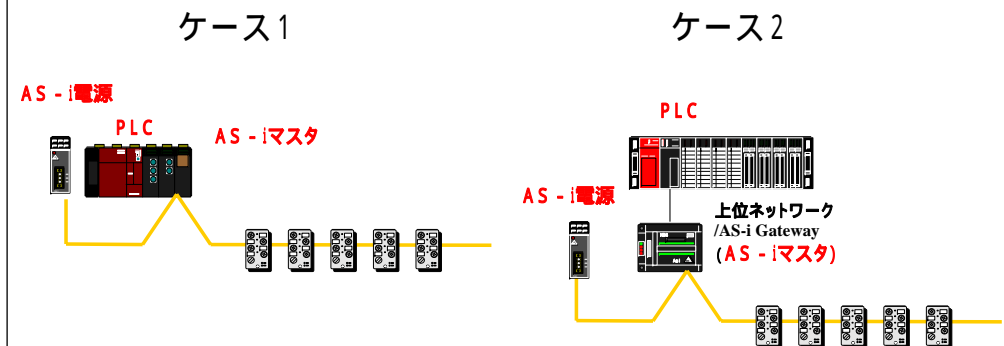 ケース1
AS-i電源
PLC
AS-iマスタ
ケース2
PLC
AS-i電源
上位ネットワーク
/AS-i Gateway
(AS-iマスタ)